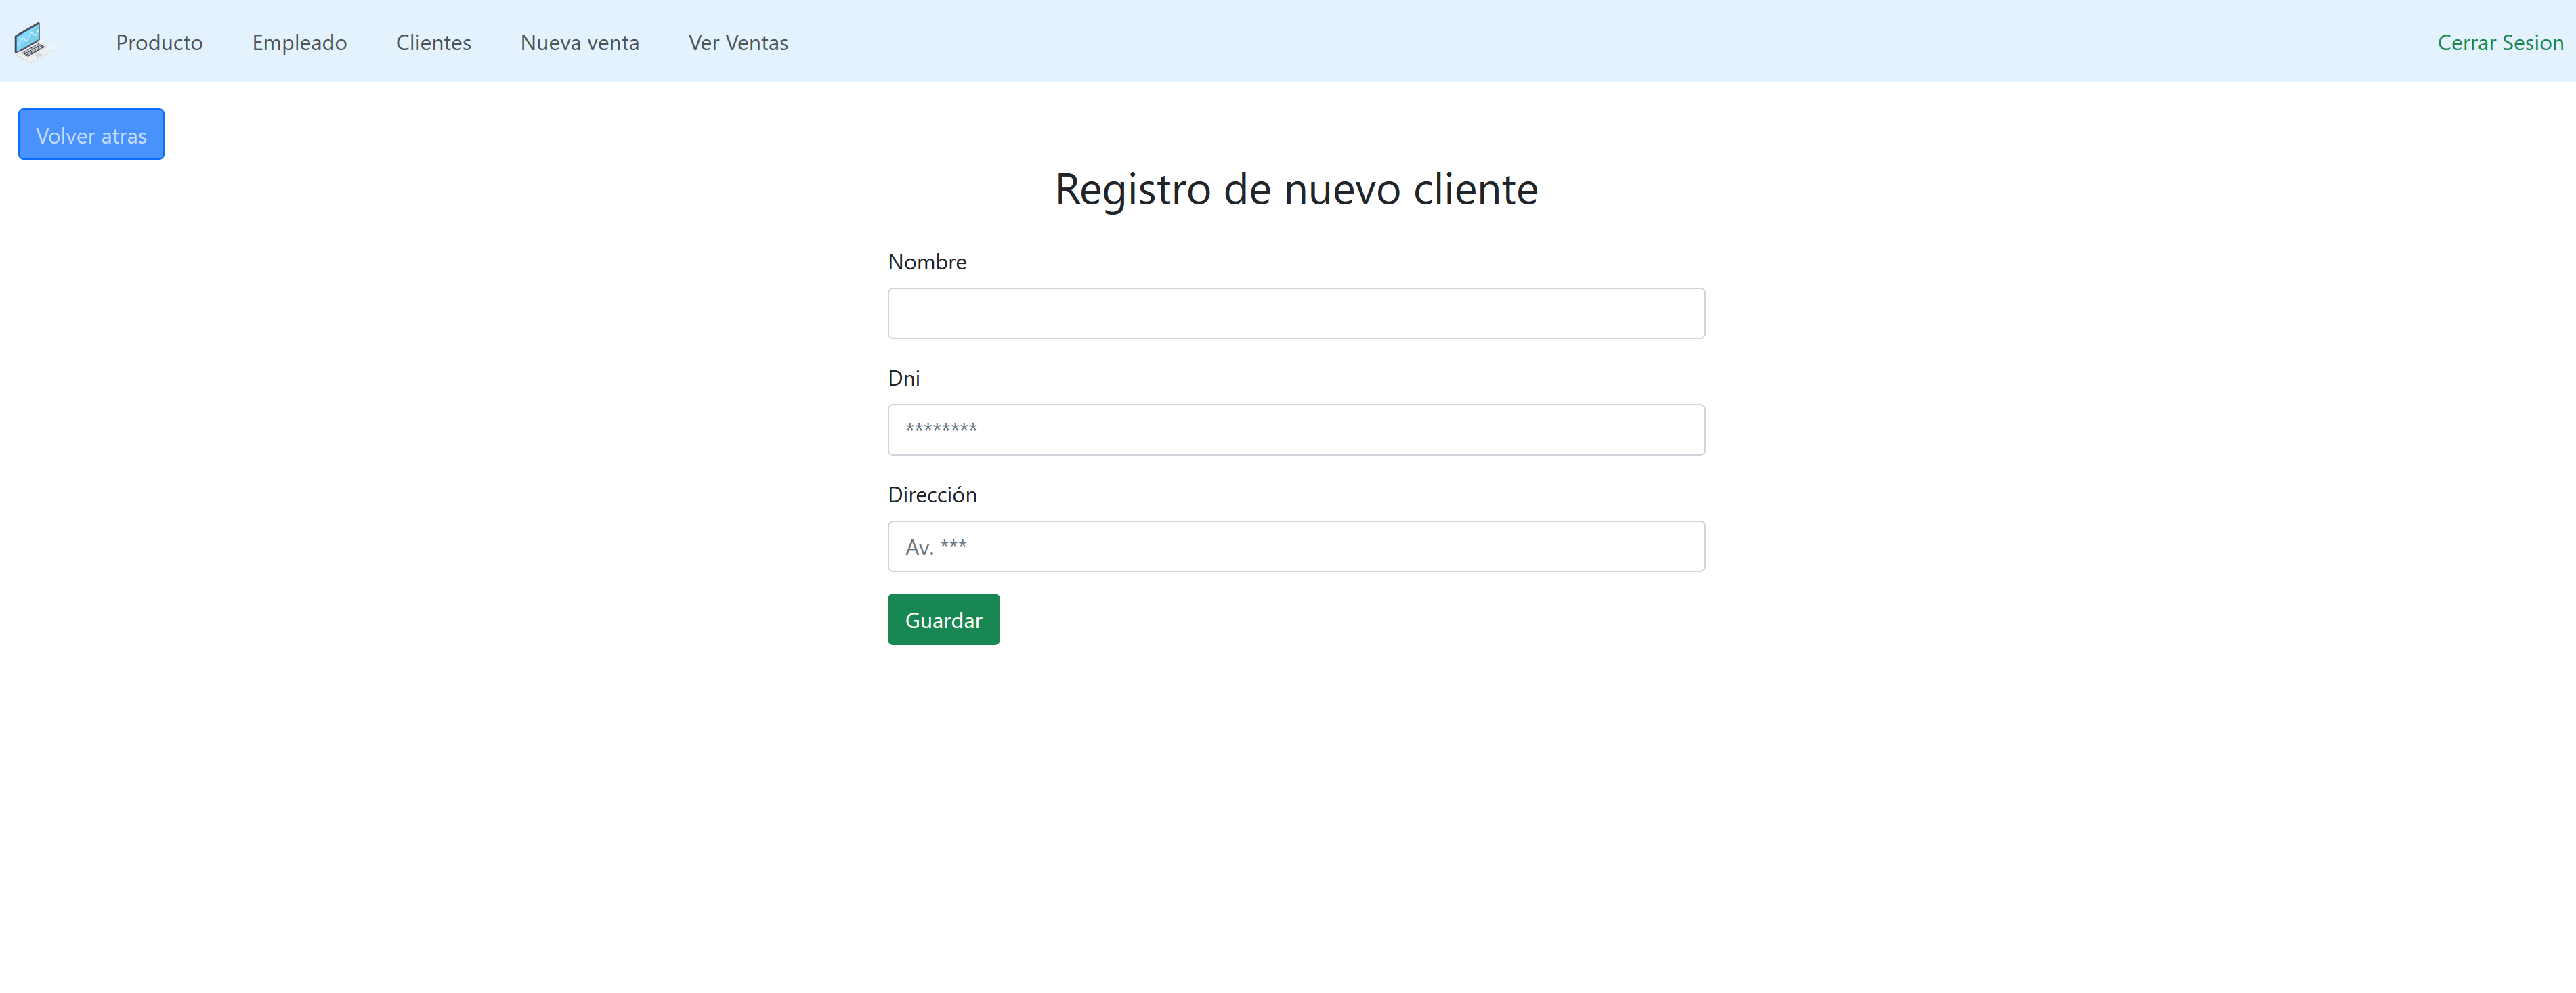 Producto Empleado Clientes Nueva venta Ver Ventas Cerrar Sesion
Volver atras
Registro de nuevo cliente
Nombre
Dni
********
Dirección
Av. ***
Guardar